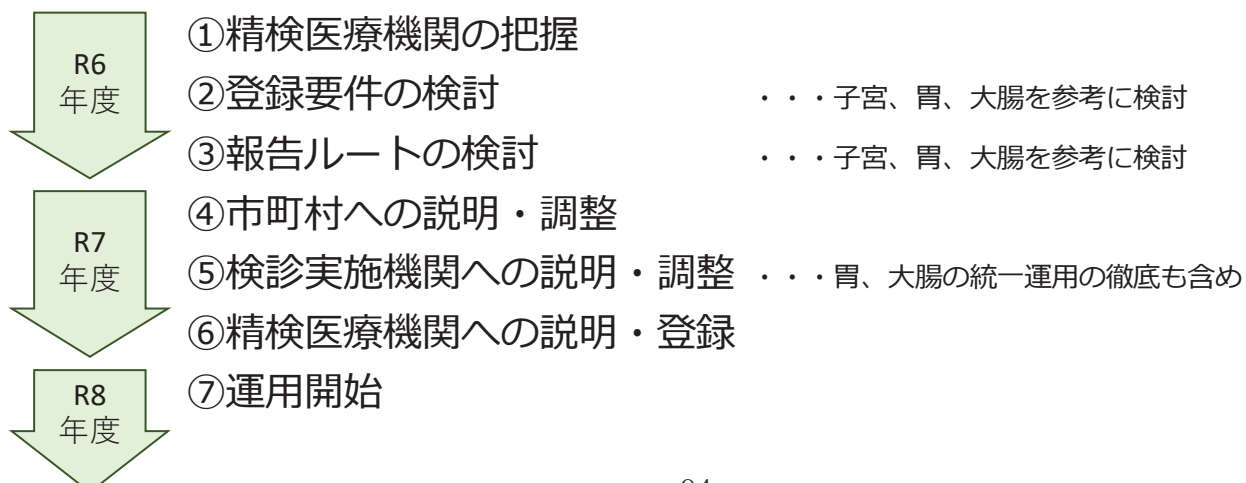 R6
年度
①精検医療機関の把握
②登録要件の検討 ・・・子宮、胃、大腸を参考に検討
③報告ルートの検討 ・・・子宮、胃、大腸を参考に検討
R7
年度
④市町村への説明・調整
⑤検診実施機関への説明・調整 ・・・胃、大腸の統一運用の徹底も含め
⑥精検医療機関への説明・登録
R8
年度
⑦運用開始